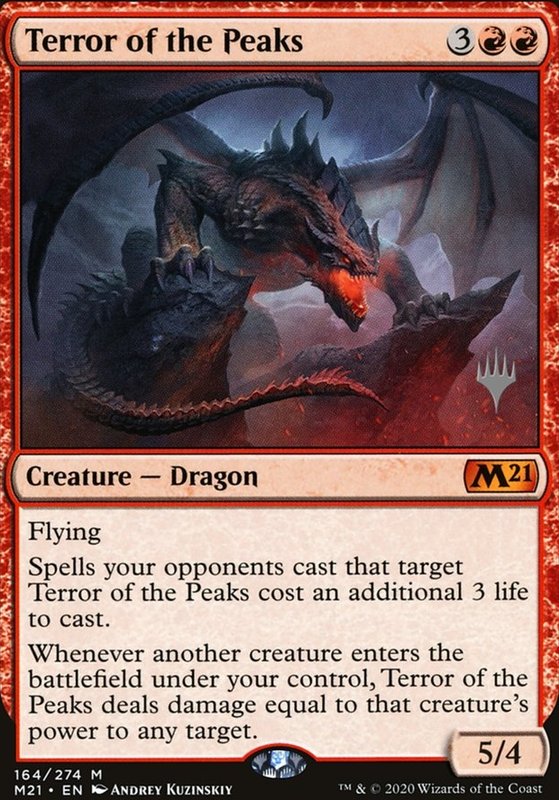 Terror of the Peaks 3
Creature — Dragon M21
Flying
Spells your opponents cast that target
Terror of the Peaks cost an additional 3 life
to cast.
Whenever another creature enters the
battlefield under your control, Terror of the
Peaks deals damage equal to that creature's
power to any target.
5/4
164/274 M
M21 • EN Andrey Kuzinskiy ™ & © 2020 Wizards of the Coast